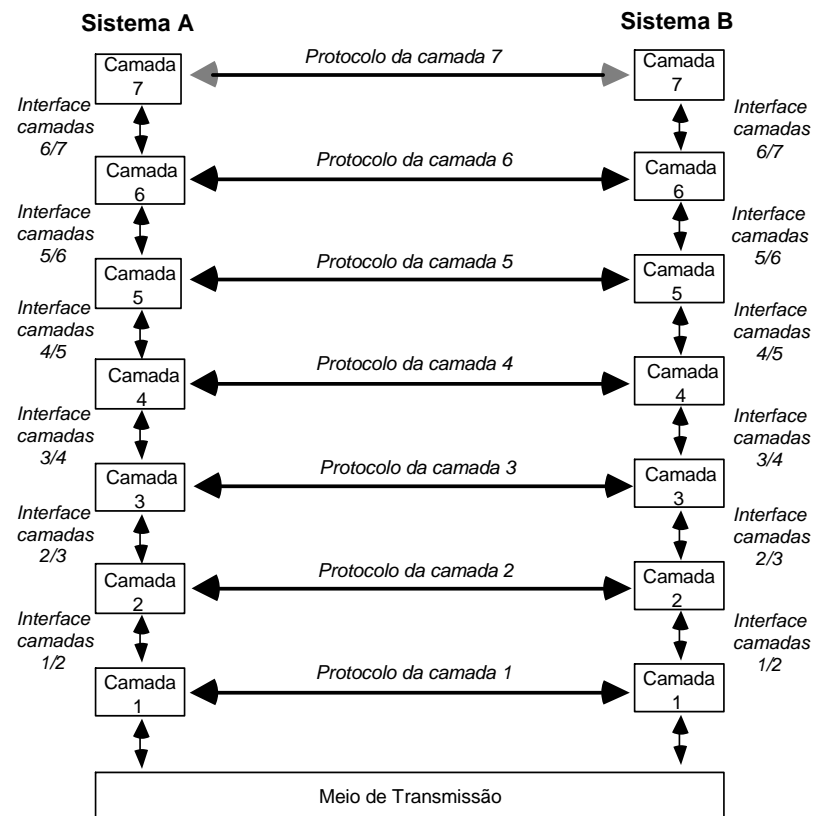 Sistema A
Sistema B
Protocolo da camada 7
Camada
7
Camada
7
Interface
camadas
6/7
Interface
camadas
6/7
Protocolo da camada 6
Camada
6
Camada
6
Interface
camadas
5/6
Interface
camadas
5/6
Protocolo da camada 5
Camada
5
Camada
5
Interface
camadas
4/5
Interface
camadas
4/5
Protocolo da camada 4
Camada
4
Camada
4
Interface
camadas
3/4
Interface
camadas
3/4
Protocolo da camada 3
Camada
3
Camada
3
Interface
camadas
2/3
Interface
camadas
2/3
Protocolo da camada 2
Camada
2
Camada
2
Interface
camadas
1/2
Interface
camadas
1/2
Protocolo da camada 1
Camada
1
Camada
1
Meio de Transmissão